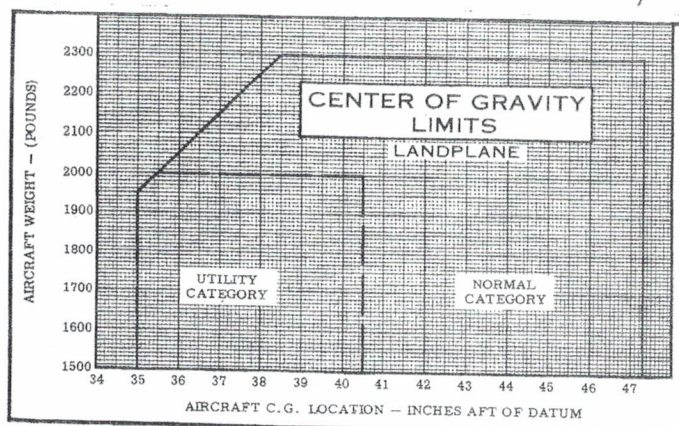 2300
2200
2100
2000
1900
1800
1700
1600
1500
AIRCRAFT WEIGHT — (POUNDS)
CENTER OF GRAVITY
LIMITS
LANDPLANE
UTILITY
CATEGORY
NORMAL
CATEGORY
34 35 36 37 38 39 40 41 42 43 44 45 46 47
AIRCRAFT C.G. LOCATION — INCHES AFT OF DATUM